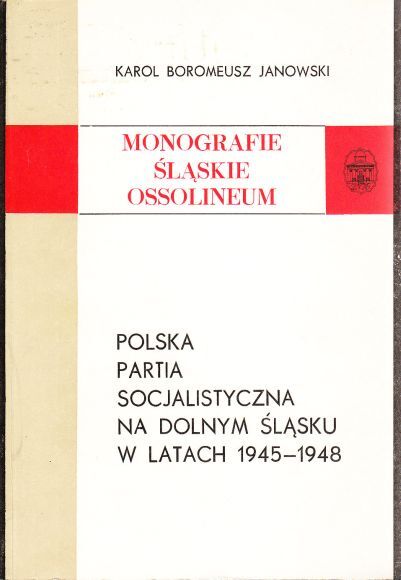 KAROL BOROMEUSZ JANOWSKI
MONOGRAFIE
ŚLĄSKIE
OSSOLINEUM
POLSKA
PARTIA
SOCJALISTYCZNA
NA DOLNYM ŚLĄSKU
W LATACH 1945–1948